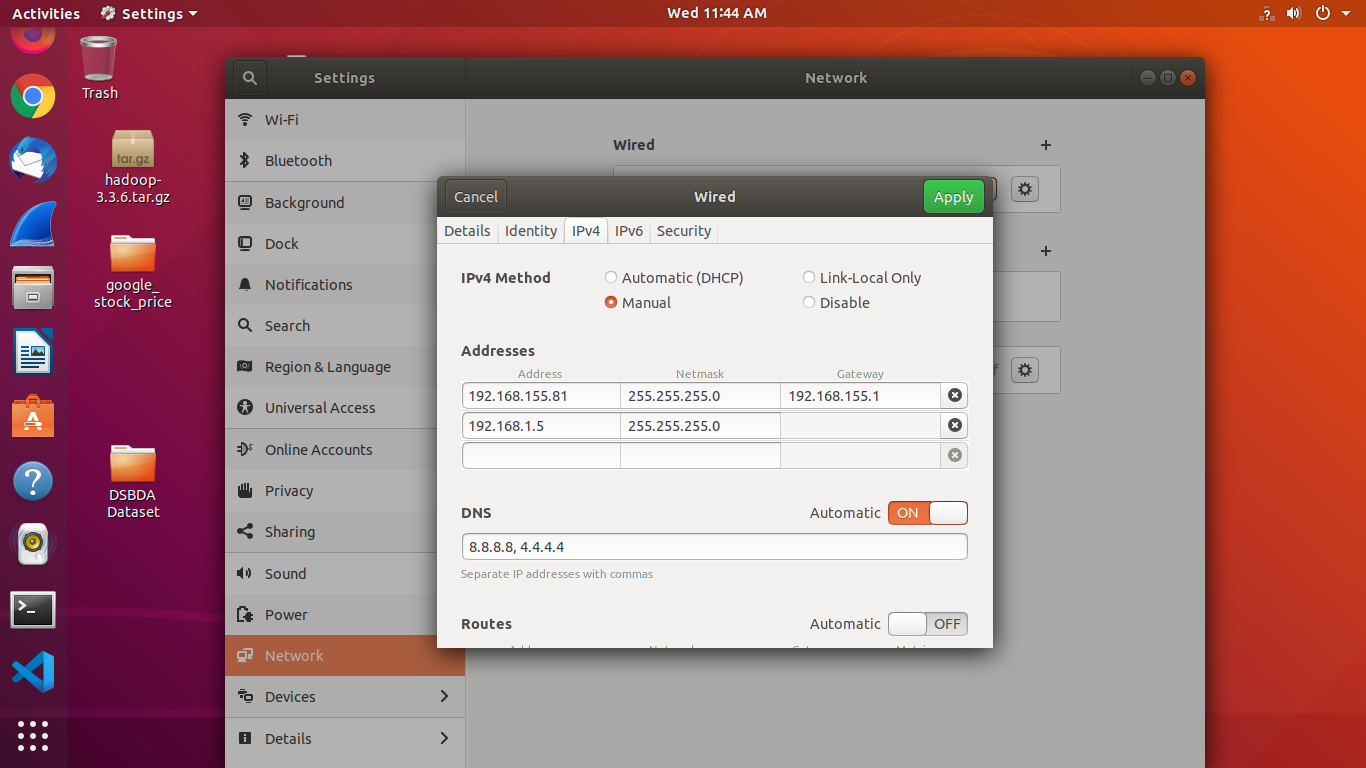 Activities Settings Wed 11:44 AM
Trash
tar.gz
hadoop-
3.3.6.tar.gz
google_
stock_price
DSBDA
Dataset
Settings Network
Wi-Fi
Bluetooth
Background
Dock
Notifications
Search
Region & Language
Universal Access
Online Accounts
Privacy
Sharing
Sound
Power
Network
Devices
Details
Wired +
+
Cancel Wired Apply
Details Identity IPv4 IPv6 Security
IPv4 Method Automatic (DHCP) Link-Local Only
Manual Disable
Addresses
Address Netmask Gateway
192.168.155.81 255.255.255.0 192.168.155.1
192.168.1.5 255.255.255.0
DNS Automatic ON
8.8.8.8, 4.4.4.4
Separate IP addresses with commas
Routes Automatic OFF